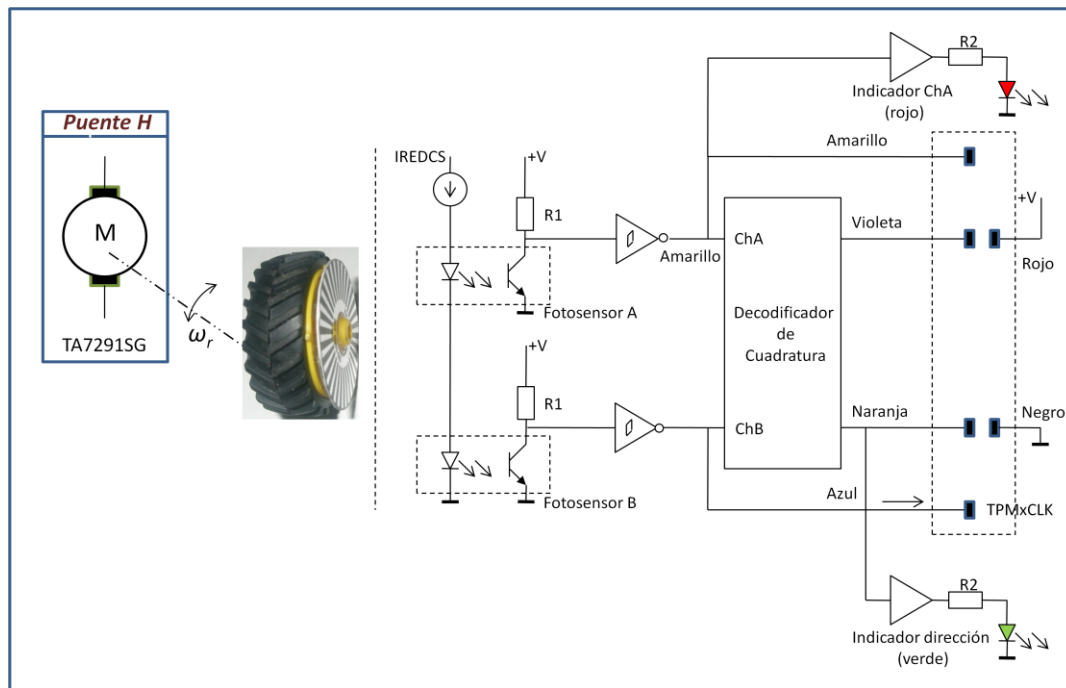 Puente H
M
TA7291SG
ωr
IREDCS
+V
R1
Fotosensor A
+V
R1
Fotosensor B
Amarillo
ChA
Decodificador
de
Cuadratura
ChB
R2
Indicador ChA
(rojo)
Amarillo
Violeta
+V
Rojo
Naranja
Negro
Azul
TPMxCLK
R2
Indicador dirección
(verde)